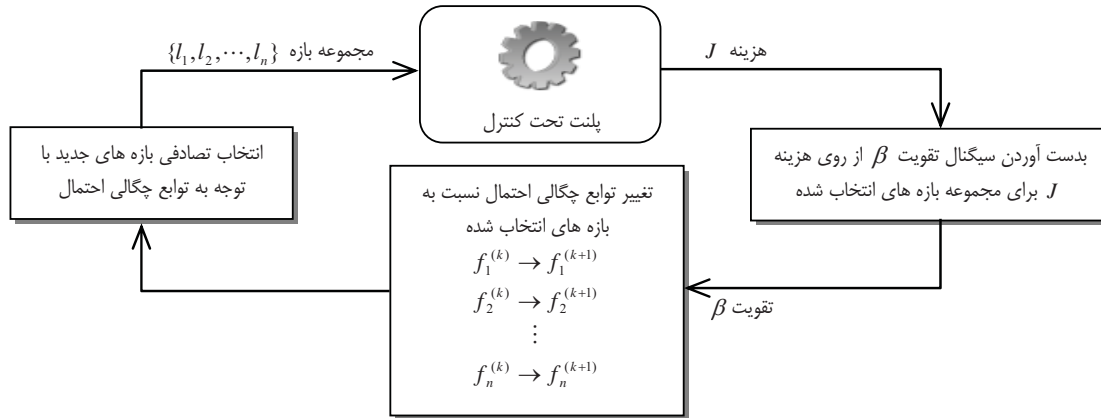 مجموعه بازه {l₁, l₂, ⋯, lₙ}
هزینه J
پلنت تحت کنترل
انتخاب تصادفی بازه های جدید با
توجه به توابع چگالی احتمال
بدست آوردن سیگنال تقویت β از روی هزینه
J برای مجموعه بازه های انتخاب شده
تغییر توابع چگالی احتمال نسبت به
بازه های انتخاب شده
f₁⁽ᵏ⁾ → f₁⁽ᵏ⁺¹⁾
f₂⁽ᵏ⁾ → f₂⁽ᵏ⁺¹⁾
⋮
fₙ⁽ᵏ⁾ → fₙ⁽ᵏ⁺¹⁾
تقویت β